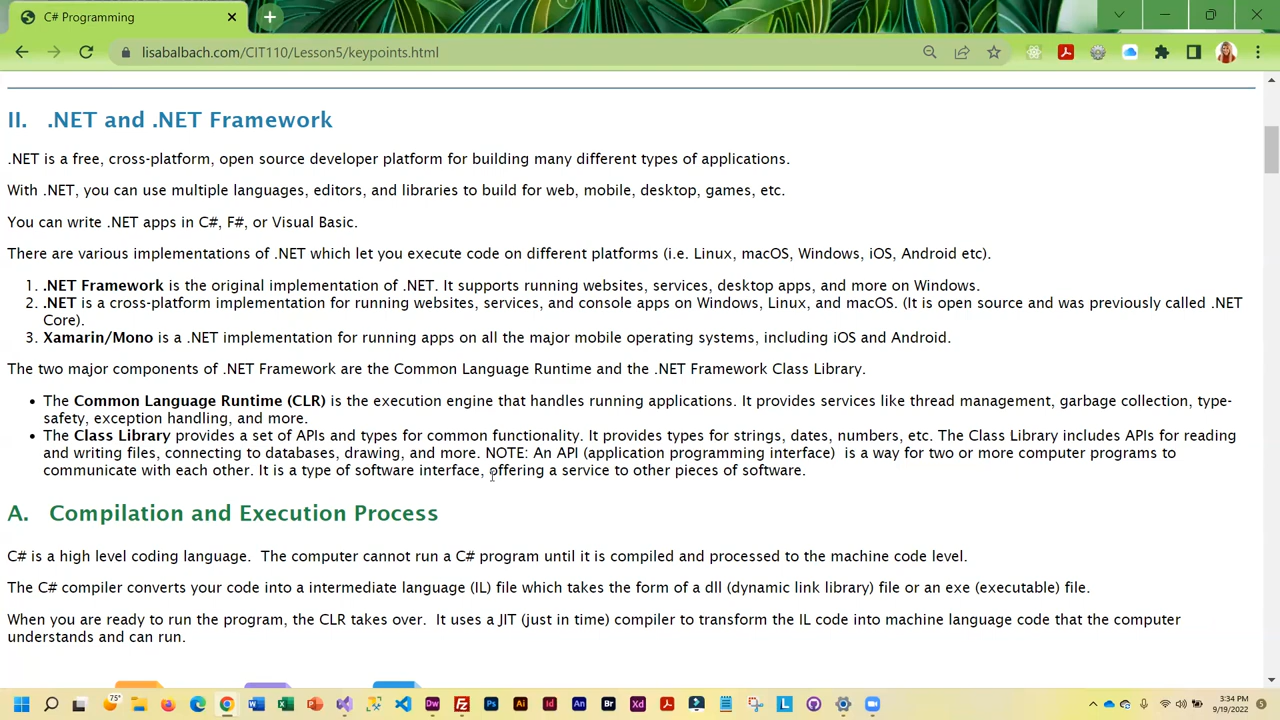 C# Programming
lisabalbach.com/CIT110/Lesson5/keypoints.html
II. .NET and .NET Framework
.NET is a free, cross-platform, open source developer platform for building many different types of applications.
With .NET, you can use multiple languages, editors, and libraries to build for web, mobile, desktop, games, etc.
You can write .NET apps in C#, F#, or Visual Basic.
There are various implementations of .NET which let you execute code on different platforms (i.e. Linux, macOS, Windows, iOS, Android etc).
1. .NET Framework is the original implementation of .NET. It supports running websites, services, desktop apps, and more on Windows.
2. .NET is a cross-platform implementation for running websites, services, and console apps on Windows, Linux, and macOS. (It is open source and was previously called .NET
Core).
3. Xamarin/Mono is a .NET implementation for running apps on all the major mobile operating systems, including iOS and Android.
The two major components of .NET Framework are the Common Language Runtime and the .NET Framework Class Library.
• The Common Language Runtime (CLR) is the execution engine that handles running applications. It provides services like thread management, garbage collection, type-
safety, exception handling, and more.
• The Class Library provides a set of APIs and types for common functionality. It provides types for strings, dates, numbers, etc. The Class Library includes APIs for reading
and writing files, connecting to databases, drawing, and more. NOTE: An API (application programming interface) is a way for two or more computer programs to
communicate with each other. It is a type of software interface, offering a service to other pieces of software.
A. Compilation and Execution Process
C# is a high level coding language. The computer cannot run a C# program until it is compiled and processed to the machine code level.
The C# compiler converts your code into a intermediate language (IL) file which takes the form of a dll (dynamic link library) file or an exe (executable) file.
When you are ready to run the program, the CLR takes over. It uses a JIT (just in time) compiler to transform the IL code into machine language code that the computer
understands and can run.
75°
Dw
Fz
Ps
Ai
Id
An
Br
Xd
L
3:34 PM
9/19/2022